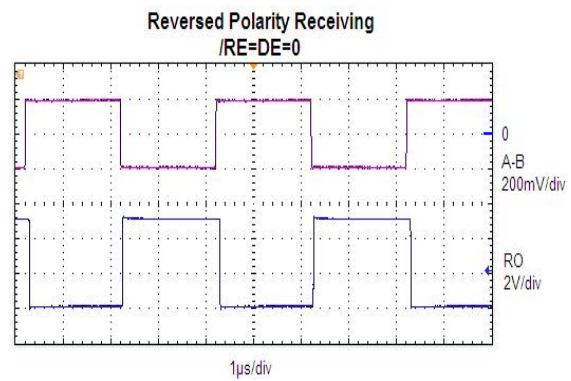 Reversed Polarity Receiving
/RE=DE=0
0
A-B
200mV/div
RO
2V/div
1µs/div